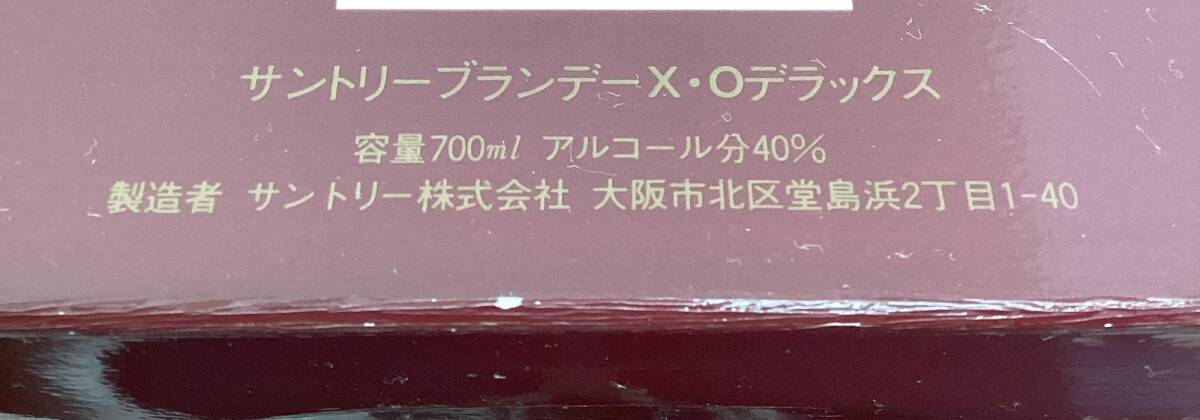 サントリーブランデーX・Oデラックス
容量700ml アルコール分40%
製造者 サントリー株式会社 大阪市北区堂島浜2丁目1-40